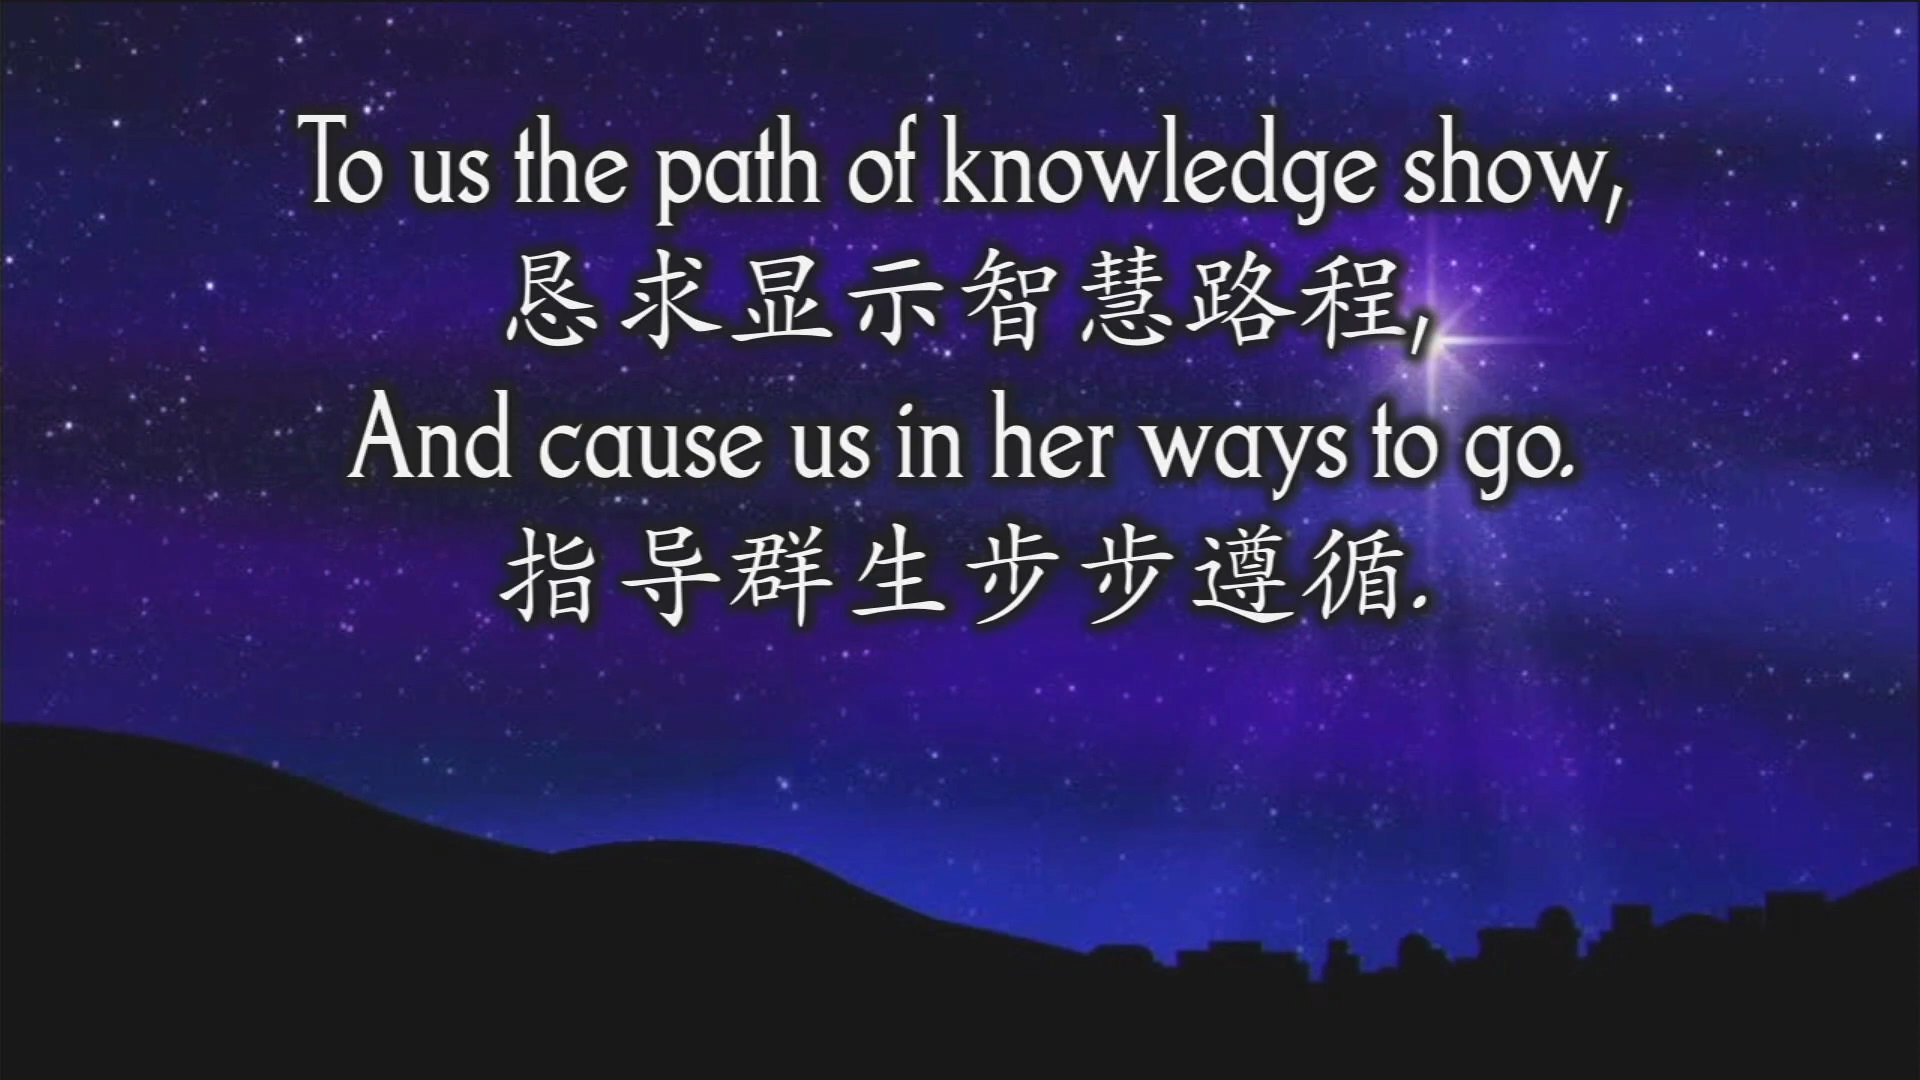 To us the path of knowledge show,
恳求显示智慧路程,
And cause us in her ways to go.
指导群生步步遵循.